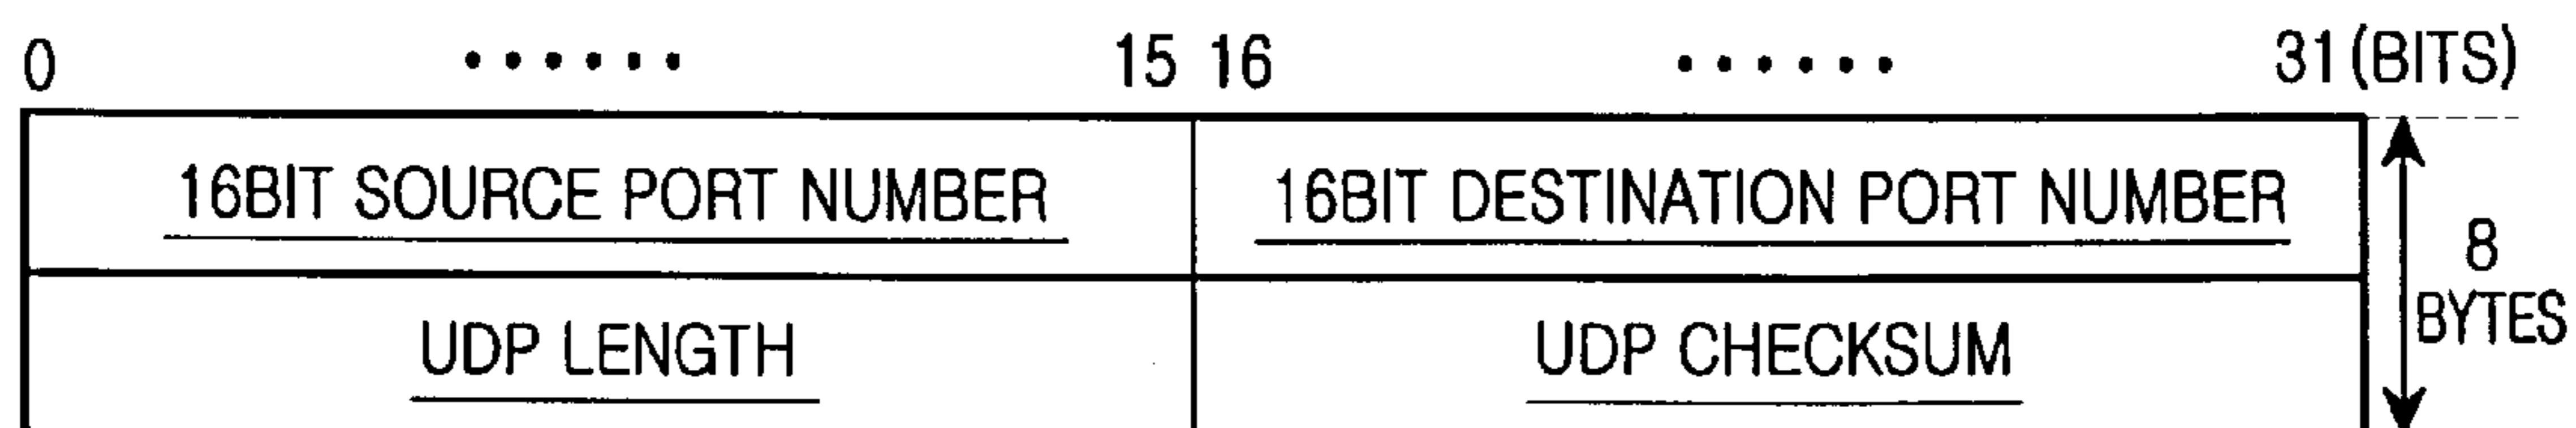 0 ...... 15 16 ...... 31 (BITS)
16BIT SOURCE PORT NUMBER 16BIT DESTINATION PORT NUMBER
8
BYTES
UDP LENGTH UDP CHECKSUM